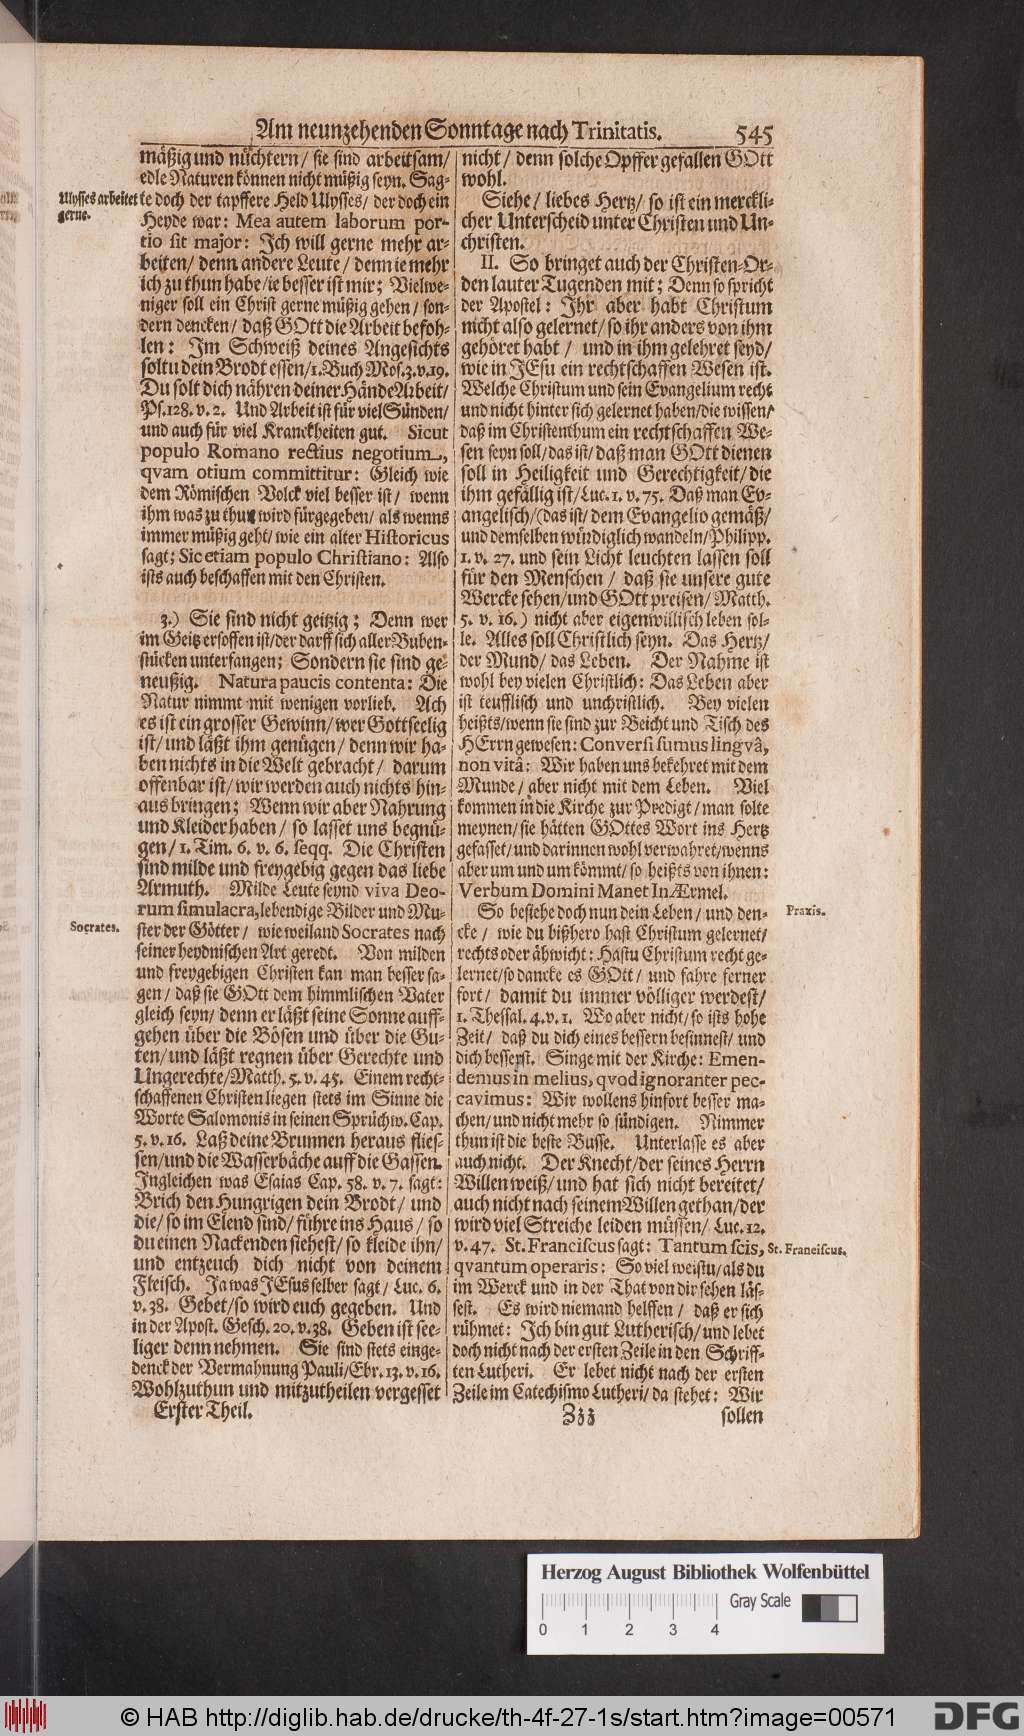 Am neunzehenden Sonntage nach Trinitatis. 545
mäßig und nüchtern/ sie sind arbeitsam/
edle Naturen können nicht müßig seyn. Sag-
te doch der tapffere Held Ulysses/ der doch ein
Heyde war: Mea autem laborum por-
tio sit major: Ich will gerne mehr ar-
beiten/ denn andere Leute/ denn ie mehr
ich zu thun habe/ ie besser ist mir; Vielwe-
niger soll ein Christ gerne müßig gehen/ son-
dern dencken/ daß GOtt die Arbeit befoh-
len: Im Schweiß deines Angesichts
soltu dein Brodt essen/ 1. Buch Mos. 3. v. 19.
Du solt dich nähren deiner Hände Arbeit/
Ps. 128. v. 2. Und Arbeit ist für viel Sünden/
und auch für viel Kranckheiten gut. Sicut
populo Romano rectius negotium,
qvam otium committitur: Gleich wie
dem Römischen Volck viel besser ist/ wenn
ihm was zu thun wird fürgegeben/ als wenns
immer müßig geht/ wie ein alter Historicus
sagt; Sic etiam populo Christiano: Also
ists auch beschaffen mit den Christen.
3.) Sie sind nicht geitzig; Denn wer
im Geitz ersoffen ist/ der darff sich aller Buben-
stücken unterfangen; Sondern sie sind ge-
neußig. Natura paucis contenta: Die
Natur nimmt mit wenigen vorlieb. Ach
es ist ein grosser Gewinn/ wer Gottseelig
ist/ und läßt ihm genügen/ denn wir ha-
ben nichts in die Welt gebracht/ darum
offenbar ist/ wir werden auch nichts hin-
aus bringen; Wenn wir aber Nahrung
und Kleider haben/ so lasset uns begnü-
gen/ 1. Tim. 6. v. 6. seqq. Die Christen
sind milde und freygebig gegen das liebe
Armuth. Milde Leute seynd viva Deo-
rum simulacra, lebendige Bilder und Mu-
ster der Götter/ wie weiland Socrates nach
seiner heydnischen Art geredt. Von milden
und freygebigen Christen kan man besser sa-
gen/ daß sie GOtt dem himmlischen Vater
gleich seyn/ denn er läßt seine Sonne auff-
gehen über die Bösen und über die Gu-
ten/ und läßt regnen über Gerechte und
Ungerechte/ Matth. 5. v. 45. Einem recht-
schaffenen Christen liegen stets im Sinne die
Worte Salomonis in seinen Sprüchw. Cap.
5. v. 16. Laß deine Brunnen heraus flies-
sen/ und die Wasserbäche auff die Gassen.
Ingleichen was Esaias Cap. 58. v. 7. sagt:
Brich den Hungrigen dein Brodt/ und
die/ so im Elend sind/ führe ins Haus/ so
du einen Nackenden siehest/ so kleide ihn/
und entzeuch dich nicht von deinem
Fleisch. Ja was JEsus selber sagt/ Luc. 6.
v. 38. Gebet/ so wird euch gegeben. Und
in der Apost. Gesch. 20. v. 38. Geben ist see-
liger denn nehmen. Sie sind stets einge-
denck der Vermahnung Pauli/ Ebr. 13. v. 16.
Wohlzuthun und mitzutheilen vergesset
Erster Theil.
Ulysses arbeitet
gerne.
Socrates.
nicht/ denn solche Opffer gefallen GOtt
wohl.
Siehe/ liebes Hertz/ so ist ein merckli-
cher Unterscheid unter Christen und Un-
christen.
II. So bringet auch der Christen-Or-
den lauter Tugenden mit; Denn so spricht
der Apostel: Ihr aber habt Christum
nicht also gelernet/ so ihr anders von ihm
gehöret habt/ und in ihm gelehret seyd/
wie in JEsu ein rechtschaffen Wesen ist.
Welche Christum und sein Evangelium recht
und nicht hinter sich gelernet haben/ die wissen/
daß im Christenthum ein rechtschaffen We-
sen seyn soll/ das ist/ daß man GOtt dienen
soll in Heiligkeit und Gerechtigkeit/ die
ihm gefällig ist/ Luc. 1. v. 75. Daß man Ev-
angelisch/ (das ist/ dem Evangelio gemäß/
und demselben würdiglich wandeln/ Philipp.
1. v. 27. und sein Licht leuchten lassen soll
für den Menschen/ daß sie unsere gute
Wercke sehen/ und GOtt preisen/ Matth.
5. v. 16.) nicht aber eigenwillisch leben sol-
le. Alles soll Christlich seyn. Das Hertz/
der Mund/ das Leben. Der Nahme ist
wohl bey vielen Christlich: Das Leben aber
ist teufflisch und unchristlich. Bey vielen
heißts/ wenn sie sind zur Beicht und Tisch des
HErrn gewesen: Conversi sumus lingvâ,
non vitâ: Wir haben uns bekehret mit dem
Munde/ aber nicht mit dem Leben. Viel
kommen in die Kirche zur Predigt/ man solte
meynen/ sie hätten GOttes Wort ins Hertz
gefasset/ und darinnen wohl verwahret/ wenns
aber um und um kömmt/ so heißts von ihnen:
Verbum Domini Manet In Ærmel.
So besiehe doch nun dein Leben/ und den-
cke/ wie du bißhero hast Christum gelernet/
rechts oder ähwicht: Hastu Christum recht ge-
lernet/ so dancke es GOtt/ und fahre ferner
fort/ damit du immer völliger werdest/
1. Thessal. 4. v. 1. Wo aber nicht/ so ists hohe
Zeit/ daß du dich eines bessern besinnest/ und
dich besserst. Singe mit der Kirche: Emen-
demus in melius, qvod ignoranter pec-
cavimus: Wir wollens hinfort besser ma-
chen/ und nicht mehr so sündigen. Nimmer
thun ist die beste Busse. Unterlasse es aber
auch nicht. Der Knecht/ der seines Herrn
Willen weiß/ und hat sich nicht bereitet/
auch nicht nach seinem Willen gethan/ der
wird viel Streiche leiden müssen/ Luc. 12.
v. 47. St. Franciscus sagt: Tantum scis,
qvantum operaris: So viel weistu/ als du
im Werck und in der That von dir sehen läs-
sest. Es wird niemand helffen/ daß er sich
rühmet: Ich bin gut Lutherisch/ und lebet
doch nicht nach der ersten Zeile in den Schriff-
ten Lutheri. Er lebet nicht nach der ersten
Zeile im Catechismo Lutheri/ da stehet: Wir
Zzz sollen
Praxis.
St. Franciscus.
Herzog August Bibliothek Wolfenbüttel
Gray Scale
0 1 2 3 4
© HAB http://diglib.hab.de/drucke/th-4f-27-1s/start.htm?image=00571
DFG